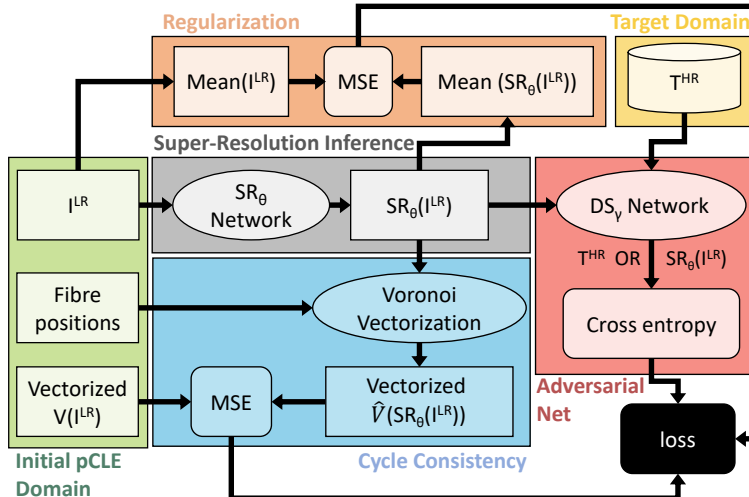 Regularization
Target Domain
Mean(I^LR)
MSE
Mean (SR_θ(I^LR))
T^HR
Super-Resolution Inference
I^LR
SR_θ
Network
SR_θ(I^LR)
DS_γ Network
T^HR OR SR_θ(I^LR)
Fibre
positions
Voronoi
Vectorization
Cross entropy
Vectorized
V(I^LR)
MSE
Vectorized
V̂(SR_θ(I^LR))
Adversarial
Net
loss
Initial pCLE
Domain
Cycle Consistency